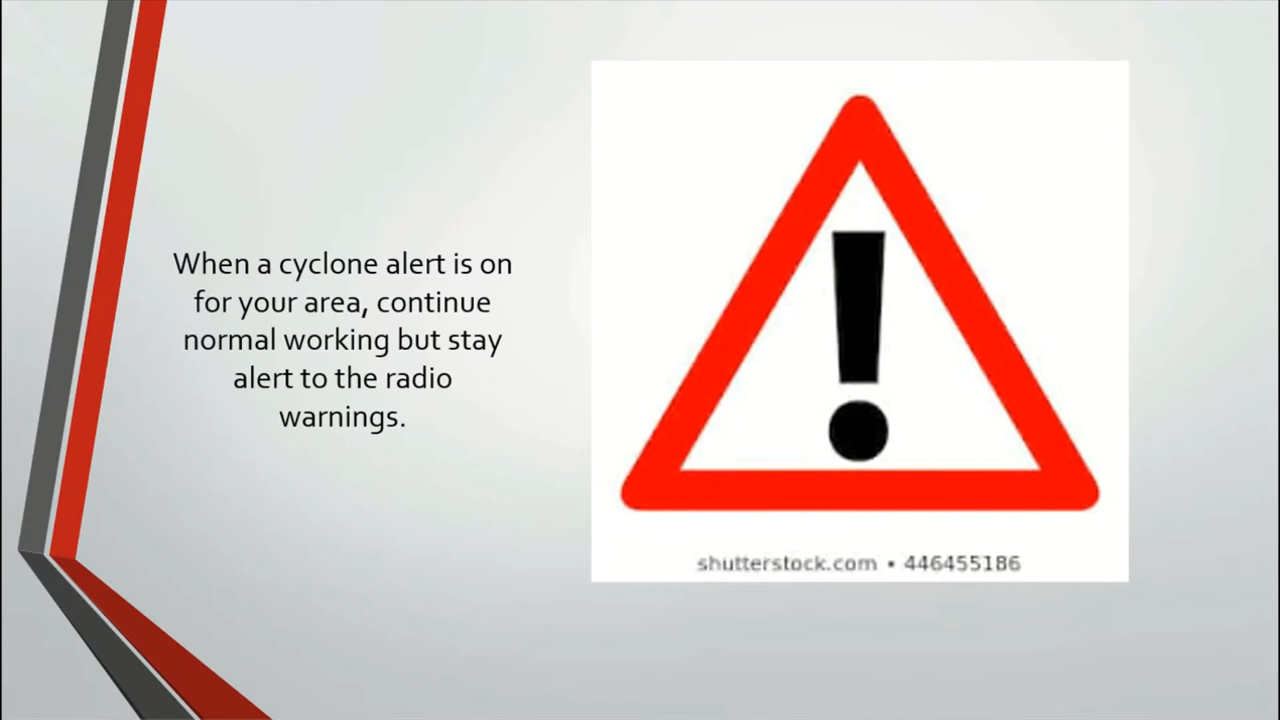 When a cyclone alert is on
for your area, continue
normal working but stay
alert to the radio
warnings.
shutterstock.com • 446455186